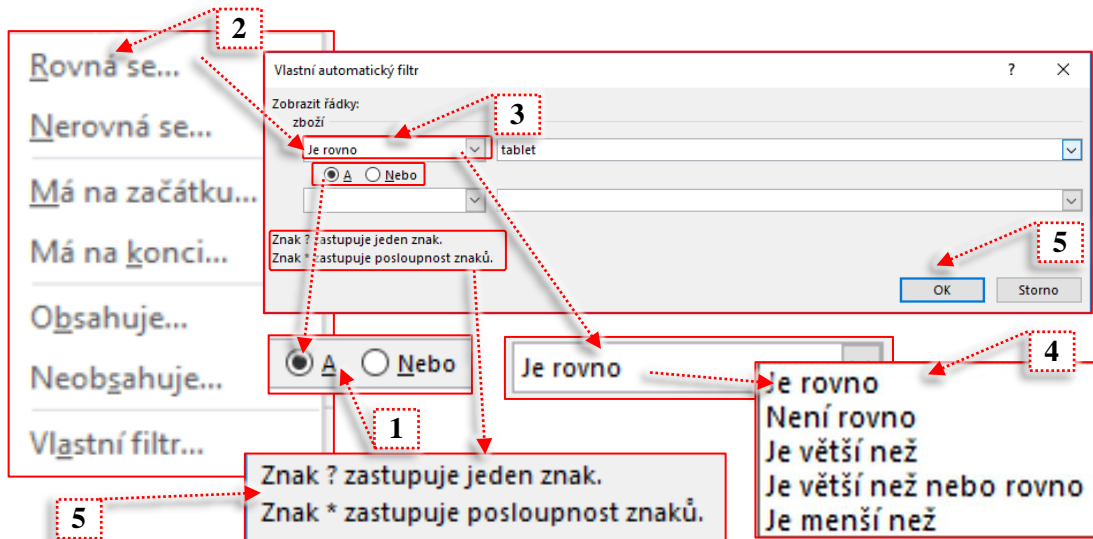 2
Rovná se...
Nerovná se...
Má na začátku...
Má na konci...
Obsahuje...
Neobsahuje...
Vlastní filtr...
Vlastní automatický filtr
? ×
Zobrazit řádky:
zboží
3
Je rovno
tablet
A Nebo
Znak ? zastupuje jeden znak.
Znak * zastupuje posloupnost znaků.
5
OK Storno
A Nebo
1
Je rovno
4
Je rovno
Není rovno
Je větší než
Je větší než nebo rovno
Je menší než
5
Znak ? zastupuje jeden znak.
Znak * zastupuje posloupnost znaků.